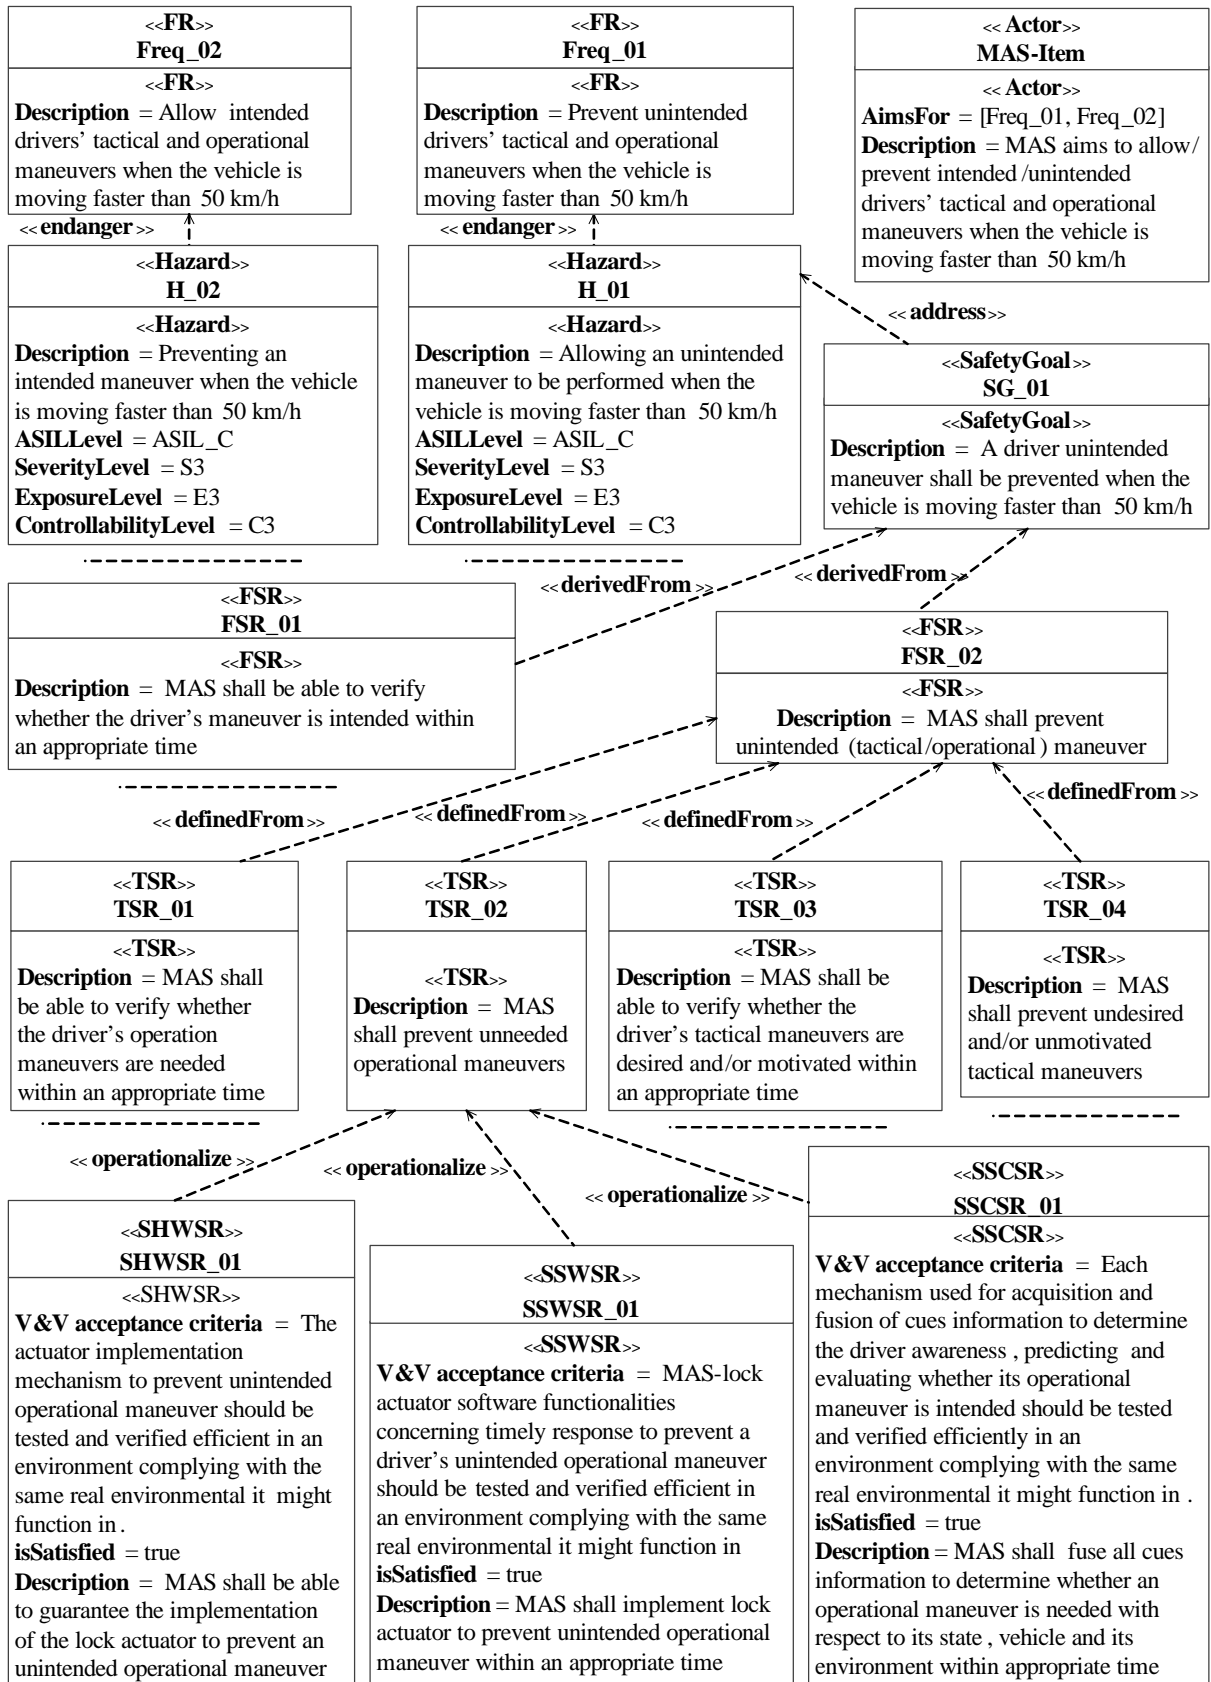 <<FR>>
Freq_02
<<FR>>
Description = Allow intended
drivers’ tactical and operational
maneuvers when the vehicle is
moving faster than 50 km/h
<<FR>>
Freq_01
<<FR>>
Description = Prevent unintended
drivers’ tactical and operational
maneuvers when the vehicle is
moving faster than 50 km/h
<< Actor>>
MAS-Item
<< Actor>>
AimsFor = [Freq_01, Freq_02]
Description = MAS aims to allow/
prevent intended /unintended
drivers’ tactical and operational
maneuvers when the vehicle is
moving faster than 50 km/h
<< endanger >>
<< endanger >>
<<Hazard>>
H_02
<<Hazard>>
Description = Preventing an
intended maneuver when the vehicle
is moving faster than 50 km/h
ASILLevel = ASIL_C
SeverityLevel = S3
ExposureLevel = E3
ControllabilityLevel = C3
<<Hazard>>
H_01
<<Hazard>>
Description = Allowing an unintended
maneuver to be performed when the
vehicle is moving faster than 50 km/h
ASILLevel = ASIL_C
SeverityLevel = S3
ExposureLevel = E3
ControllabilityLevel = C3
<< address>>
<<SafetyGoal>>
SG_01
<<SafetyGoal>>
Description = A driver unintended
maneuver shall be prevented when the
vehicle is moving faster than 50 km/h
<< derivedFrom >>
<< derivedFrom >>
<<FSR>>
FSR_01
<<FSR>>
Description = MAS shall be able to verify
whether the driver’s maneuver is intended within
an appropriate time
<<FSR>>
FSR_02
<<FSR>>
Description = MAS shall prevent
unintended (tactical/operational) maneuver
<< definedFrom >>
<< definedFrom >>
<< definedFrom >>
<< definedFrom >>
<<TSR>>
TSR_01
<<TSR>>
Description = MAS shall
be able to verify whether
the driver’s operation
maneuvers are needed
within an appropriate time
<<TSR>>
TSR_02
<<TSR>>
Description = MAS
shall prevent unneeded
operational maneuvers
<<TSR>>
TSR_03
<<TSR>>
Description = MAS shall be
able to verify whether the
driver’s tactical maneuvers are
desired and/or motivated within
an appropriate time
<<TSR>>
TSR_04
<<TSR>>
Description = MAS
shall prevent undesired
and/or unmotivated
tactical maneuvers
<< operationalize >>
<< operationalize >>
<< operationalize >>
<<SHWSR>>
SHWSR_01
<<SHWSR>>
V&V acceptance criteria = The
actuator implementation
mechanism to prevent unintended
operational maneuver should be
tested and verified efficient in an
environment complying with the
same real environmental it might
function in.
isSatisfied = true
Description = MAS shall be able
to guarantee the implementation
of the lock actuator to prevent an
unintended operational maneuver
<<SSWSR>>
SSWSR_01
<<SSWSR>>
V&V acceptance criteria = MAS-lock
actuator software functionalities
concerning timely response to prevent a
driver’s unintended operational maneuver
should be tested and verified efficient in
an environment complying with the same
real environmental it might function in
isSatisfied = true
Description = MAS shall implement lock
actuator to prevent unintended operational
maneuver within an appropriate time
<<SSCSR>>
SSCSR_01
<<SSCSR>>
V&V acceptance criteria = Each
mechanism used for acquisition and
fusion of cues information to determine
the driver awareness , predicting and
evaluating whether its operational
maneuver is intended should be tested
and verified efficiently in an
environment complying with the same
real environmental it might function in .
isSatisfied = true
Description = MAS shall fuse all cues
information to determine whether an
operational maneuver is needed with
respect to its state , vehicle and its
environment within appropriate time